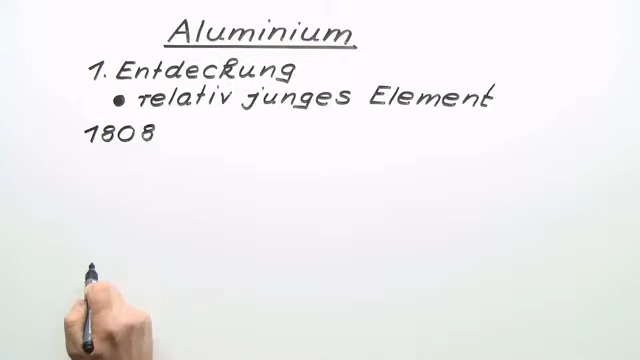 Aluminium
1. Entdeckung
• relativ junges Element
1808